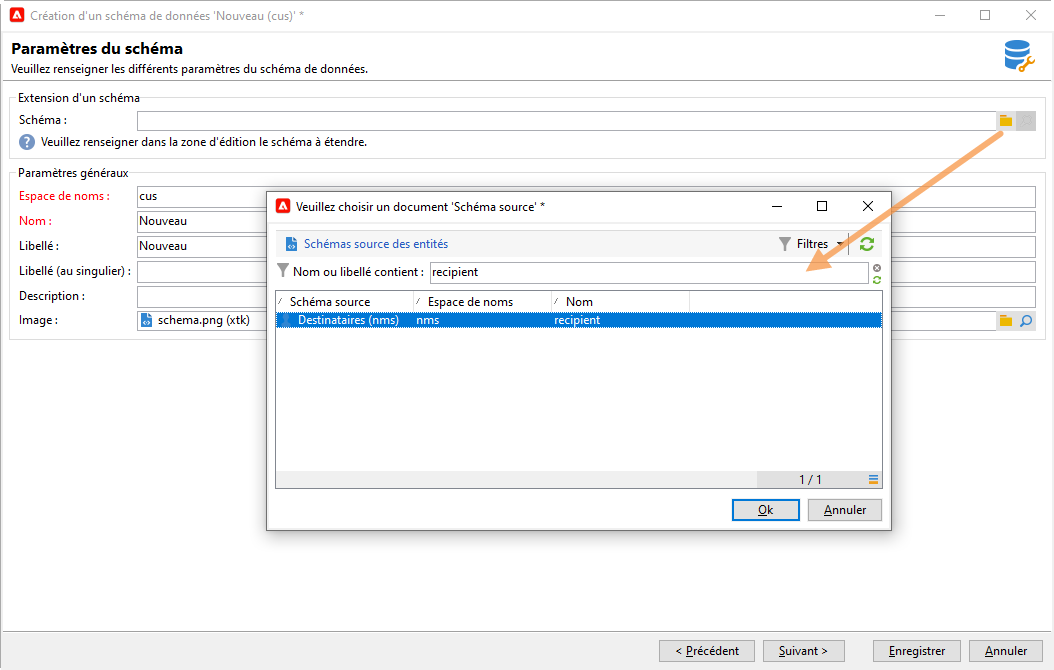 Création d'un schéma de données 'Nouveau (cus)' *
Paramètres du schéma
Veuillez renseigner les différents paramètres du schéma de données.
Extension d'un schéma
Schéma :
Veuillez renseigner dans la zone d'édition le schéma à étendre.
Paramètres généraux
Espace de noms : cus
Nom : Nouveau
Libellé : Nouveau
Libellé (au singulier) :
Description :
Image : schema.png (xtk)
Veuillez choisir un document 'Schéma source' *
Schémas source des entités Filtres
Nom ou libellé contient : recipient
Schéma source Espace de noms Nom
Destinataires (nms) nms recipient
1 / 1
Ok Annuler
< Précédent Suivant > Enregistrer Annuler